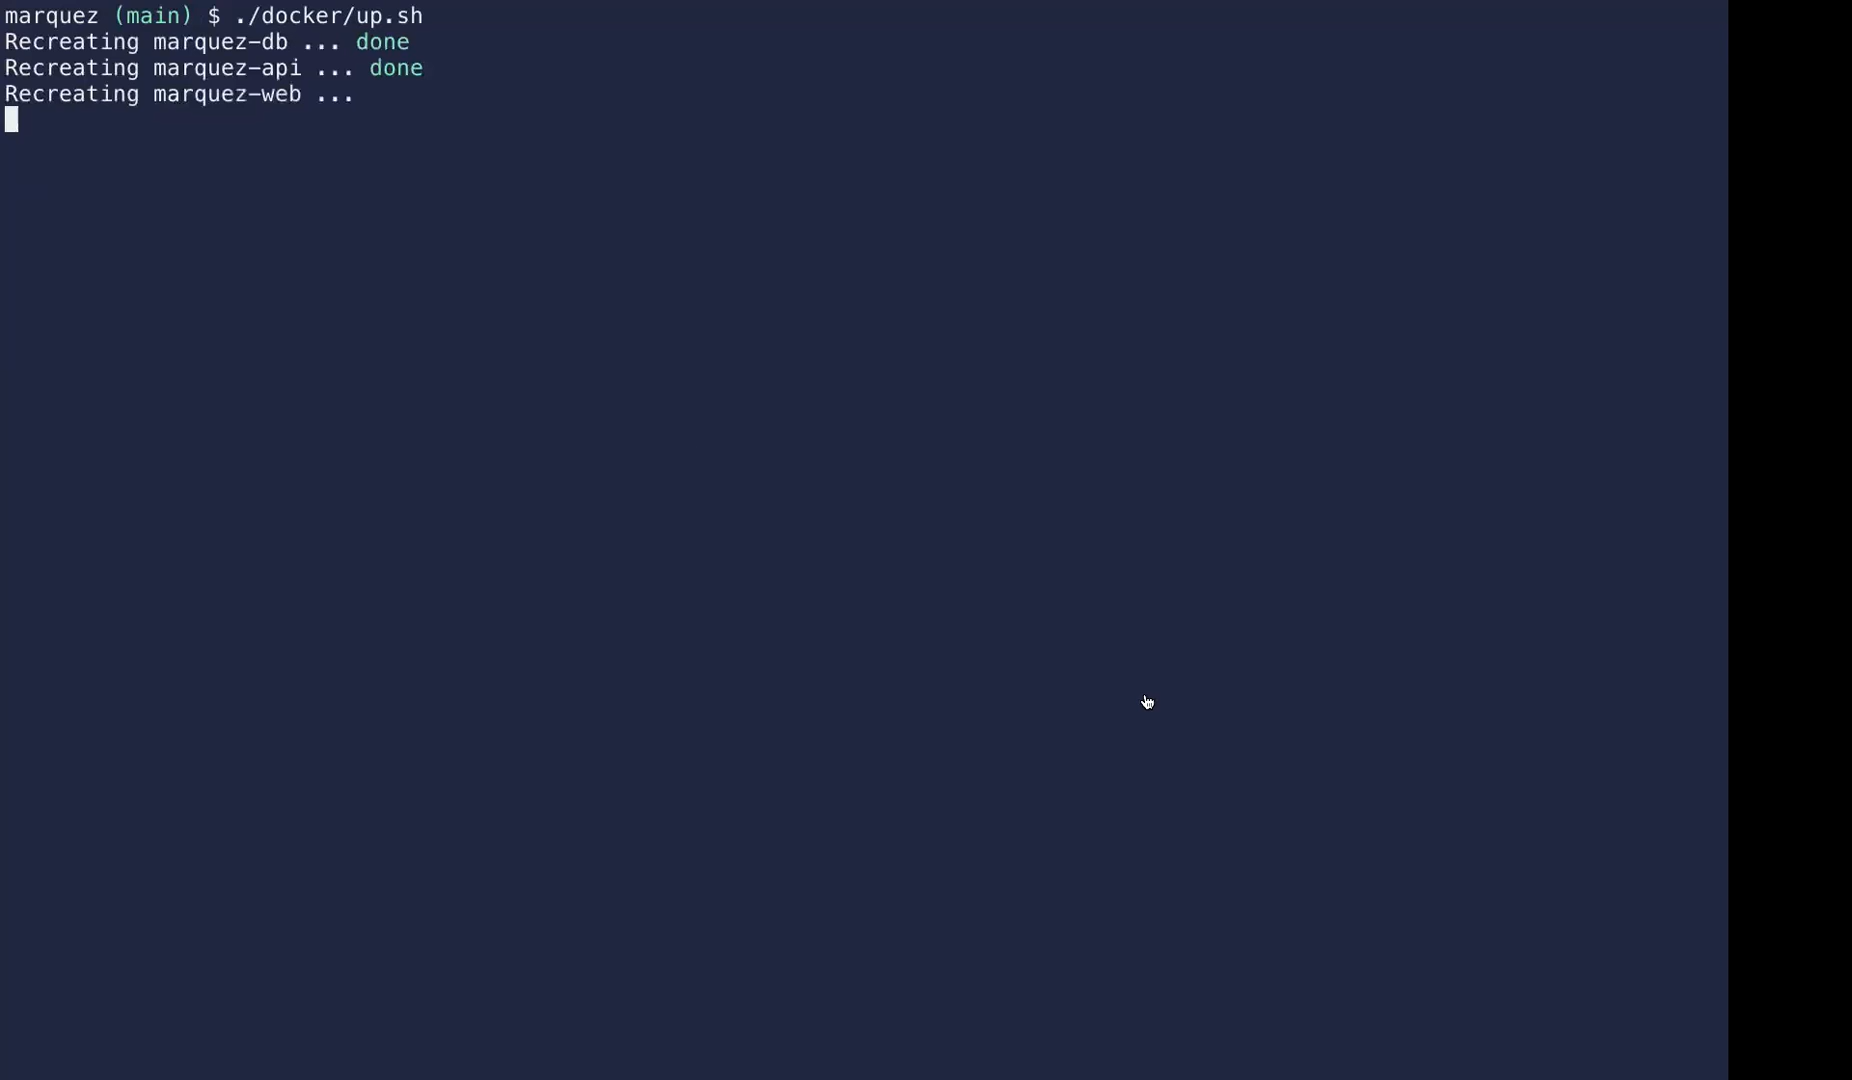 marquez (main) $ ./docker/up.sh
Recreating marquez-db ... done
Recreating marquez-api ... done
Recreating marquez-web ...